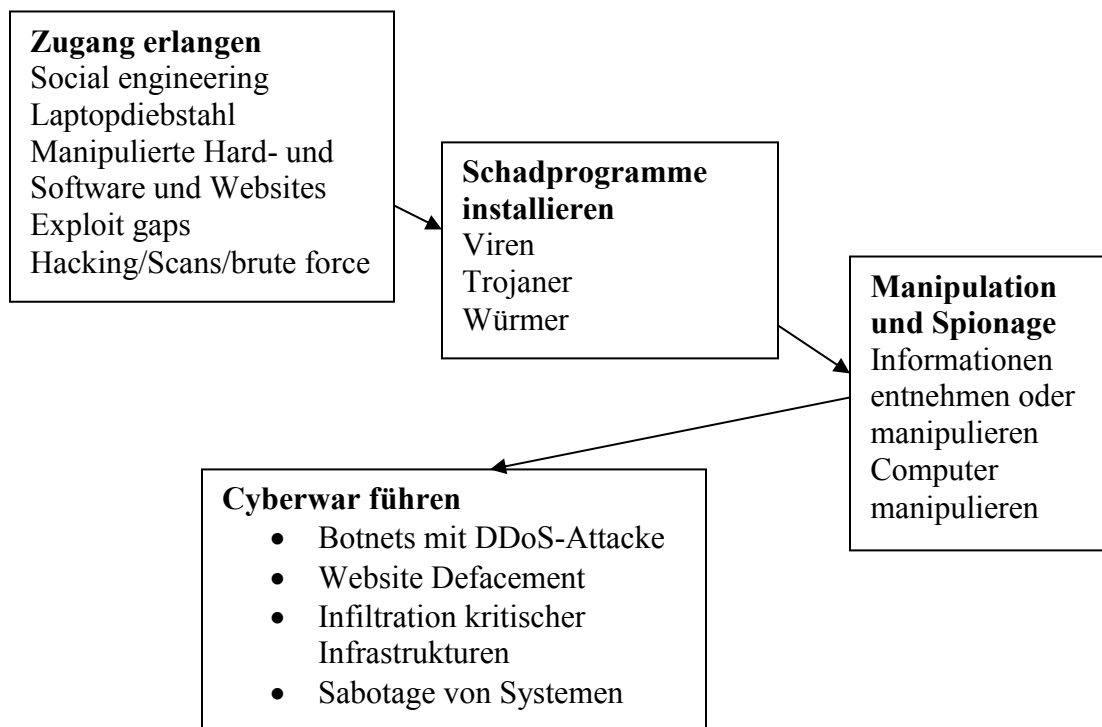 Zugang erlangen
Social engineering
Laptopdiebstahl
Manipulierte Hard- und
Software und Websites
Exploit gaps
Hacking/Scans/brute force
Schadprogramme
installieren
Viren
Trojaner
Würmer
Manipulation
und Spionage
Informationen
entnehmen oder
manipulieren
Computer
manipulieren
Cyberwar führen
• Botnets mit DDoS-Attacke
• Website Defacement
• Infiltration kritischer
Infrastrukturen
• Sabotage von Systemen